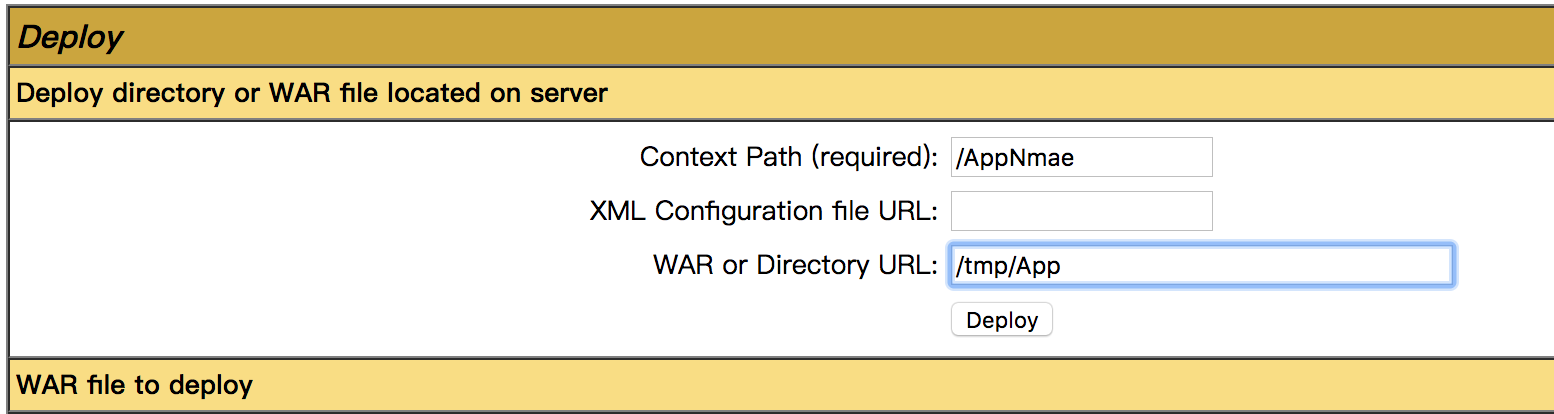 Deploy
Deploy directory or WAR file located on server
Context Path (required): /AppNmae
XML Configuration file URL:
WAR or Directory URL: /tmp/App
Deploy
WAR file to deploy